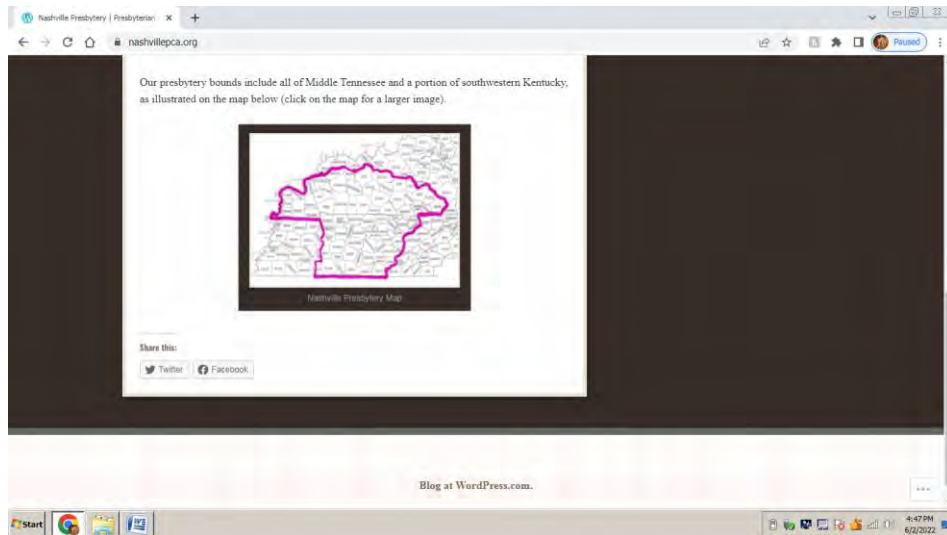 Nashville Presbytery | Presbyterian
nashvillepca.org
Paused
Our presbytery bounds include all of Middle Tennessee and a portion of southwestern Kentucky,
as illustrated on the map below (click on the map for a larger image).
Nashville Presbytery Map
Share this:
Twitter
Facebook
Blog at WordPress.com.
Start
4:47 PM
6/2/2022